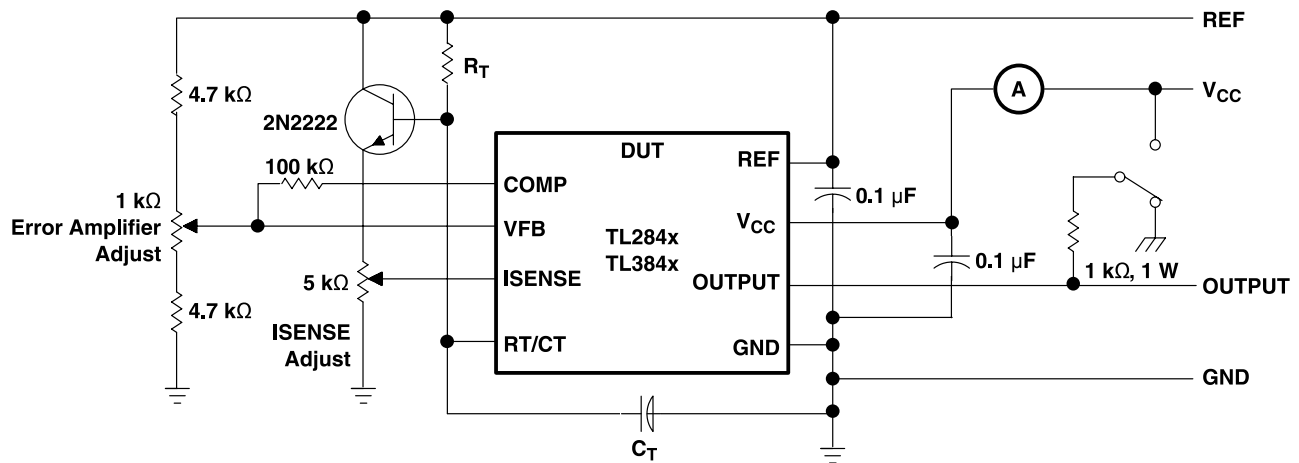 REF
R_T
A
V_CC
4.7 kΩ
2N2222
DUT
REF
100 kΩ
COMP
0.1 µF
1 kΩ
Error Amplifier
Adjust
VFB
V_CC
TL284x
TL384x
0.1 µF
5 kΩ
ISENSE
OUTPUT
1 kΩ, 1 W
OUTPUT
4.7 kΩ
ISENSE
Adjust
RT/CT
GND
GND
C_T